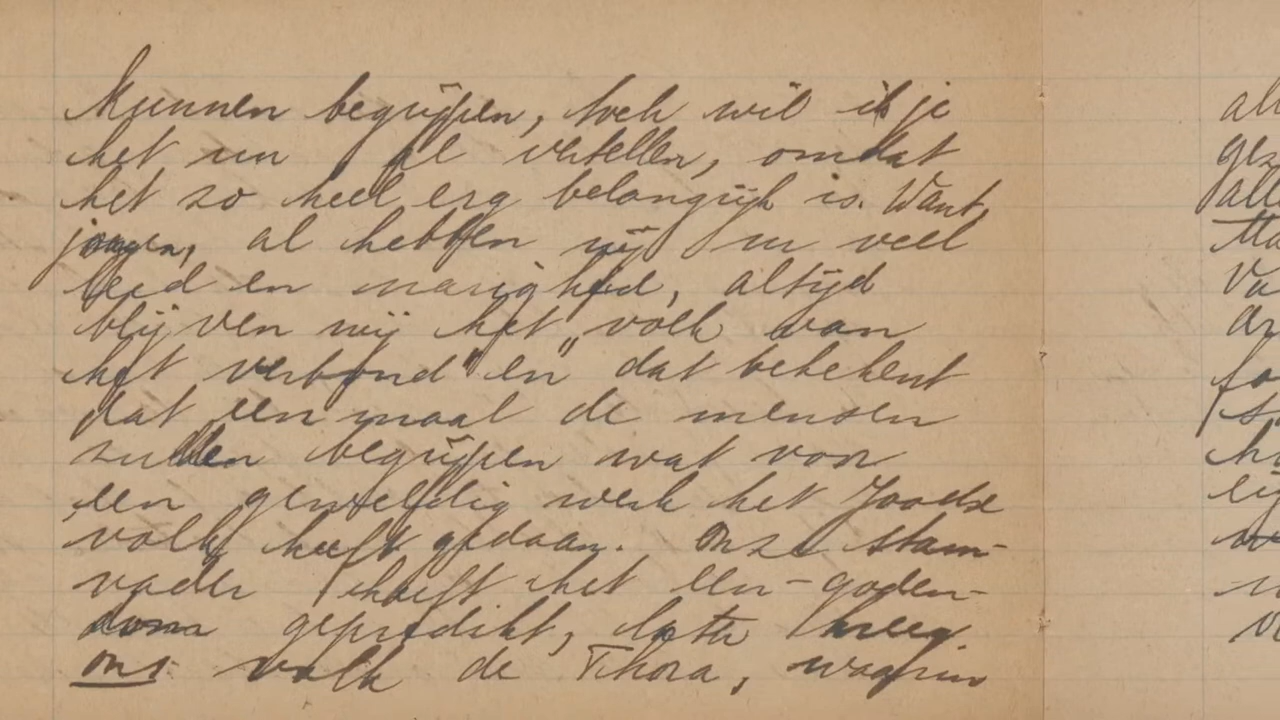 kunnen begrijpen, toch wil ik je
het nu al vertellen, omdat
het so heel erg belangrijk is. Want,
jongen, al hebben wij nu veel
leed en narigheid, altijd
blijven wij het „volk van
het verbond" en dat betekent
dat eenmaal de mensen
sullen begrijpen wat voor
een geweldig werk het Joodse
volk heeft gedaan. Onze stam-
vader heeft het een-goden-
dom gepredikt, later kreeg
ons volk de Thora, waarin